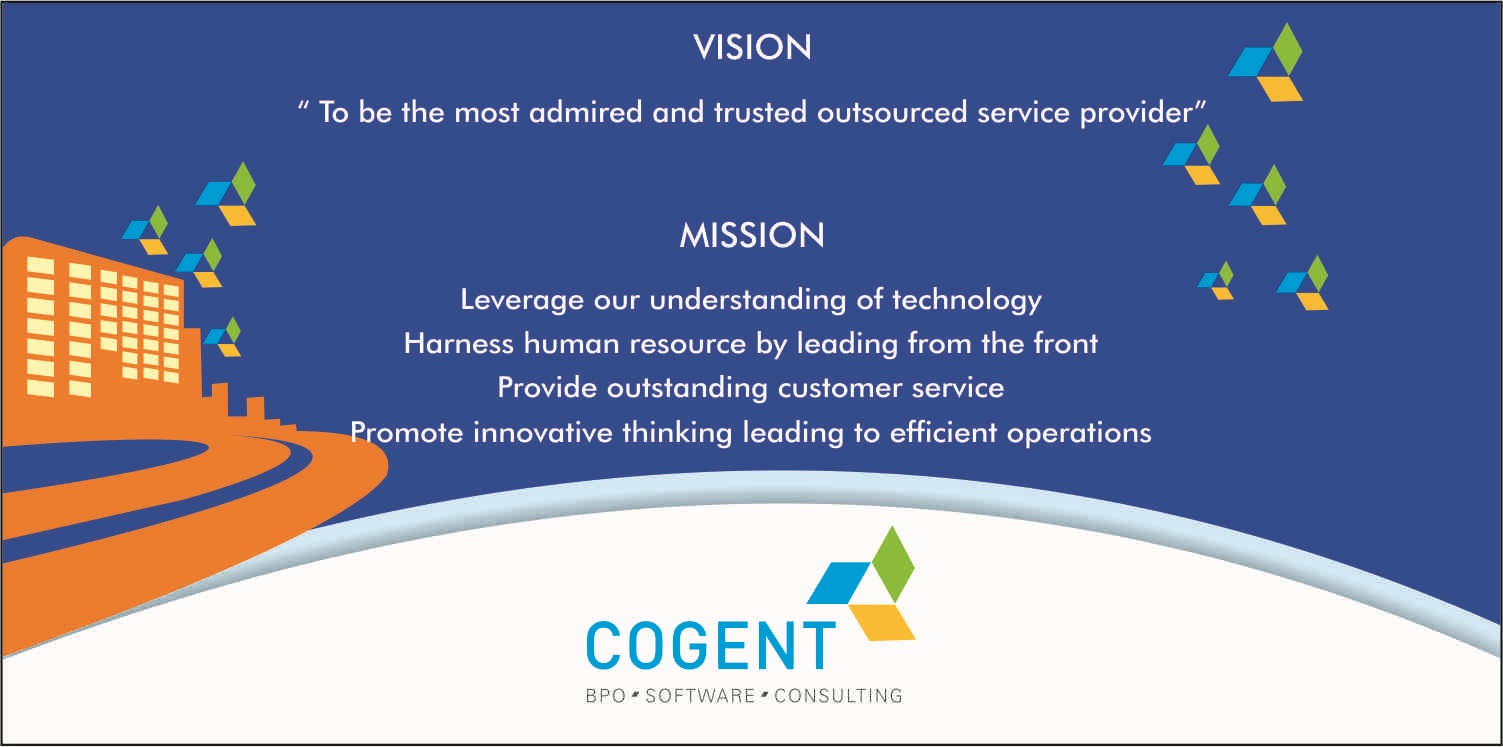 VISION
“ To be the most admired and trusted outsourced service provider”
MISSION
Leverage our understanding of technology
Harness human resource by leading from the front
Provide outstanding customer service
Promote innovative thinking leading to efficient operations
COGENT
BPO ▪ SOFTWARE ▪ CONSULTING